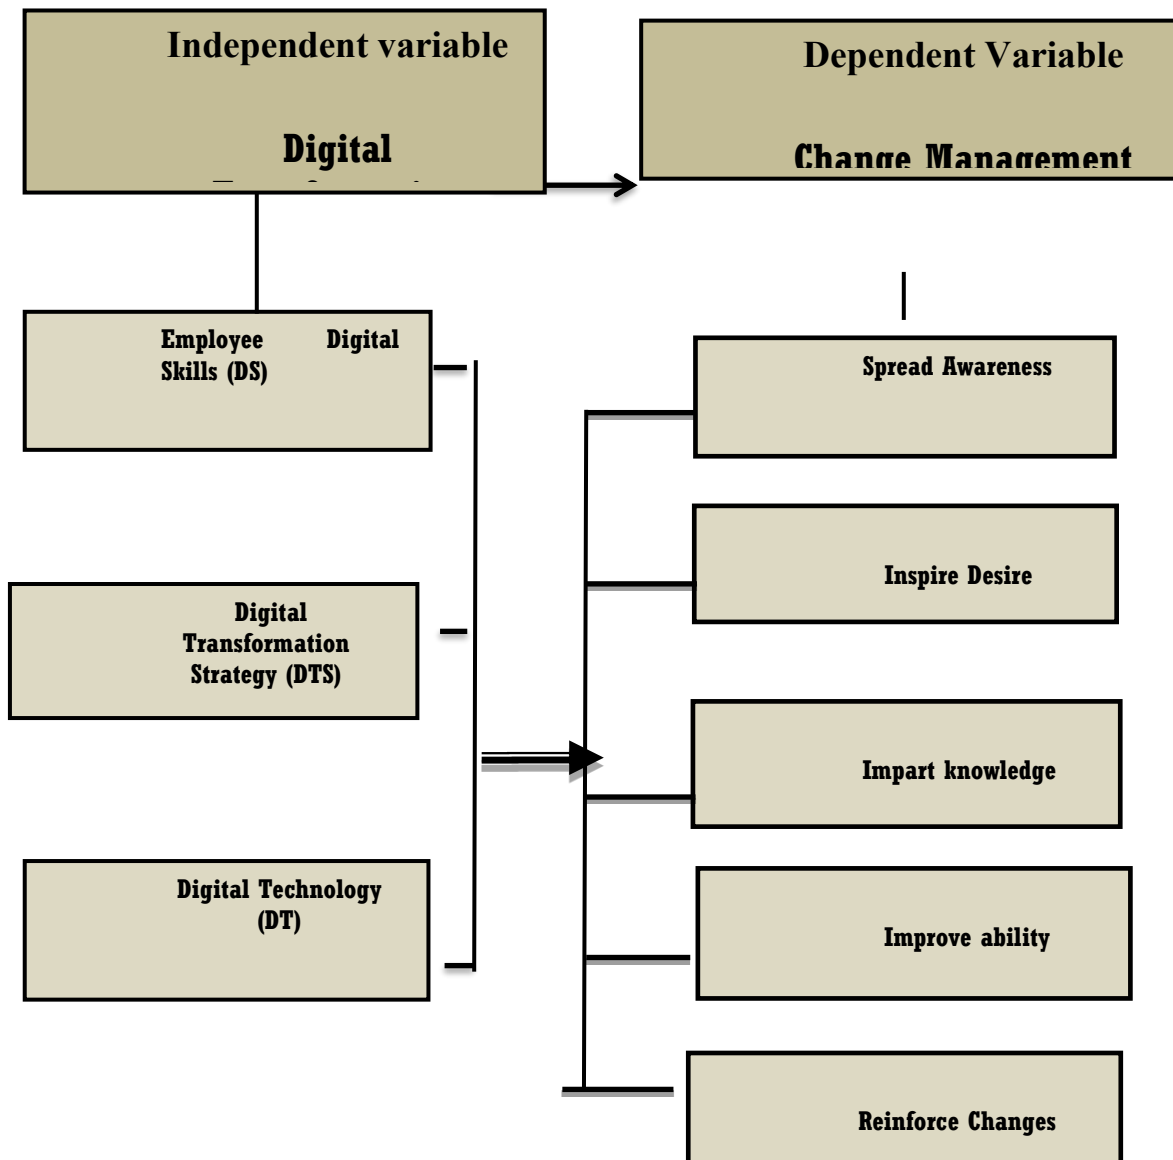 Independent variable
Digital
Dependent Variable
Change Management
Employee Digital
Skills (DS)
Digital
Transformation
Strategy (DTS)
Digital Technology
(DT)
Spread Awareness
Inspire Desire
Impart knowledge
Improve ability
Reinforce Changes